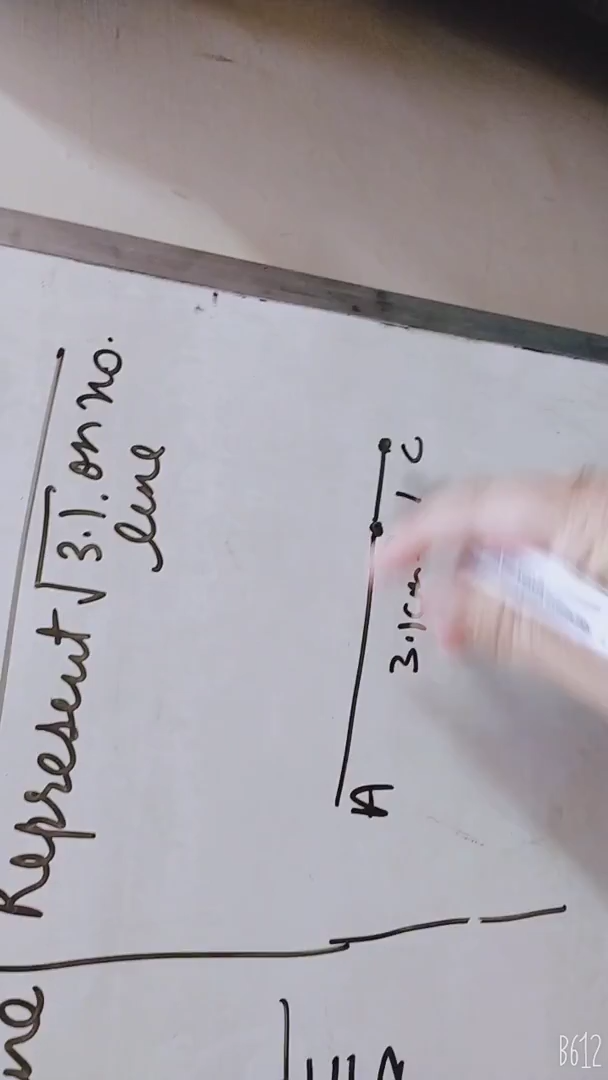 Represent √3.1. on no.
line
A 3.1cm. 1 C
B612